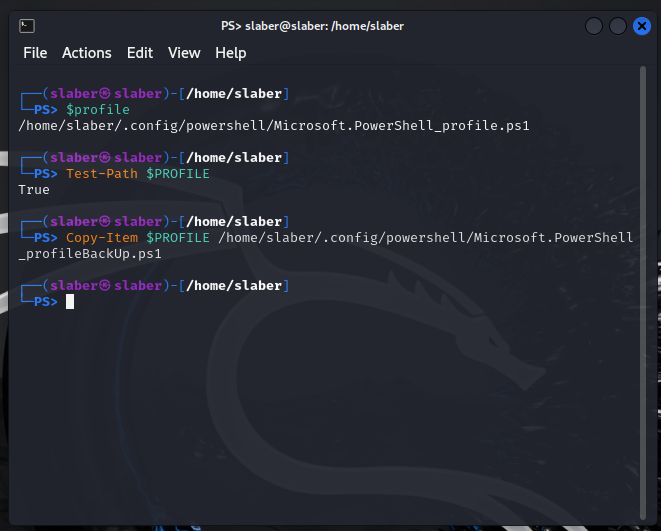 PS> slaber@slaber: /home/slaber
File Actions Edit View Help
┌──(slaber㉿slaber)-[/home/slaber]
└─PS> $profile
/home/slaber/.config/powershell/Microsoft.PowerShell_profile.ps1
┌──(slaber㉿slaber)-[/home/slaber]
└─PS> Test-Path $PROFILE
True
┌──(slaber㉿slaber)-[/home/slaber]
└─PS> Copy-Item $PROFILE /home/slaber/.config/powershell/Microsoft.PowerShell
_profileBackUp.ps1
┌──(slaber㉿slaber)-[/home/slaber]
└─PS>